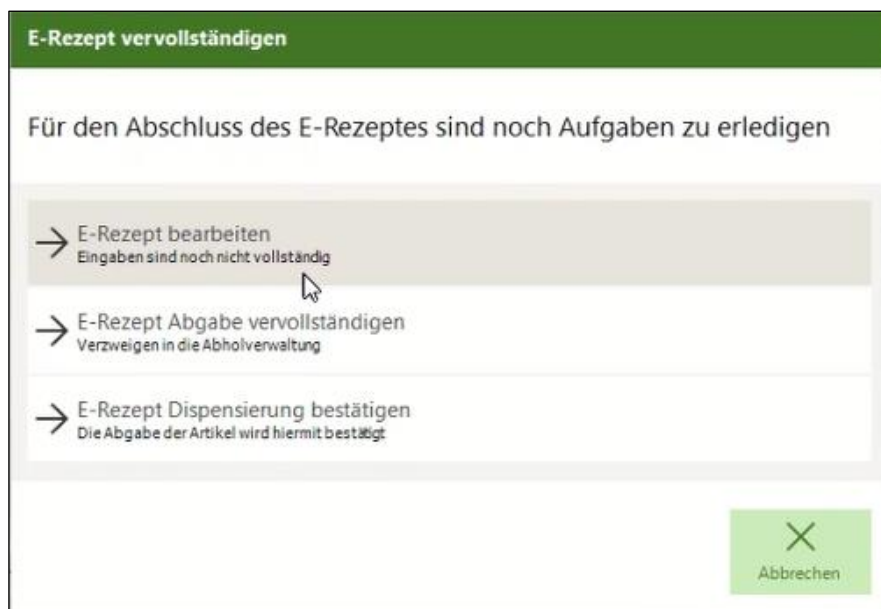 E-Rezept vervollständigen
Für den Abschluss des E-Rezeptes sind noch Aufgaben zu erledigen
E-Rezept bearbeiten
Eingaben sind noch nicht vollständig
E-Rezept Abgabe vervollständigen
Verzweigen in die Abholverwaltung
E-Rezept Dispensierung bestätigen
Die Abgabe der Artikel wird hiermit bestätigt
Abbrechen